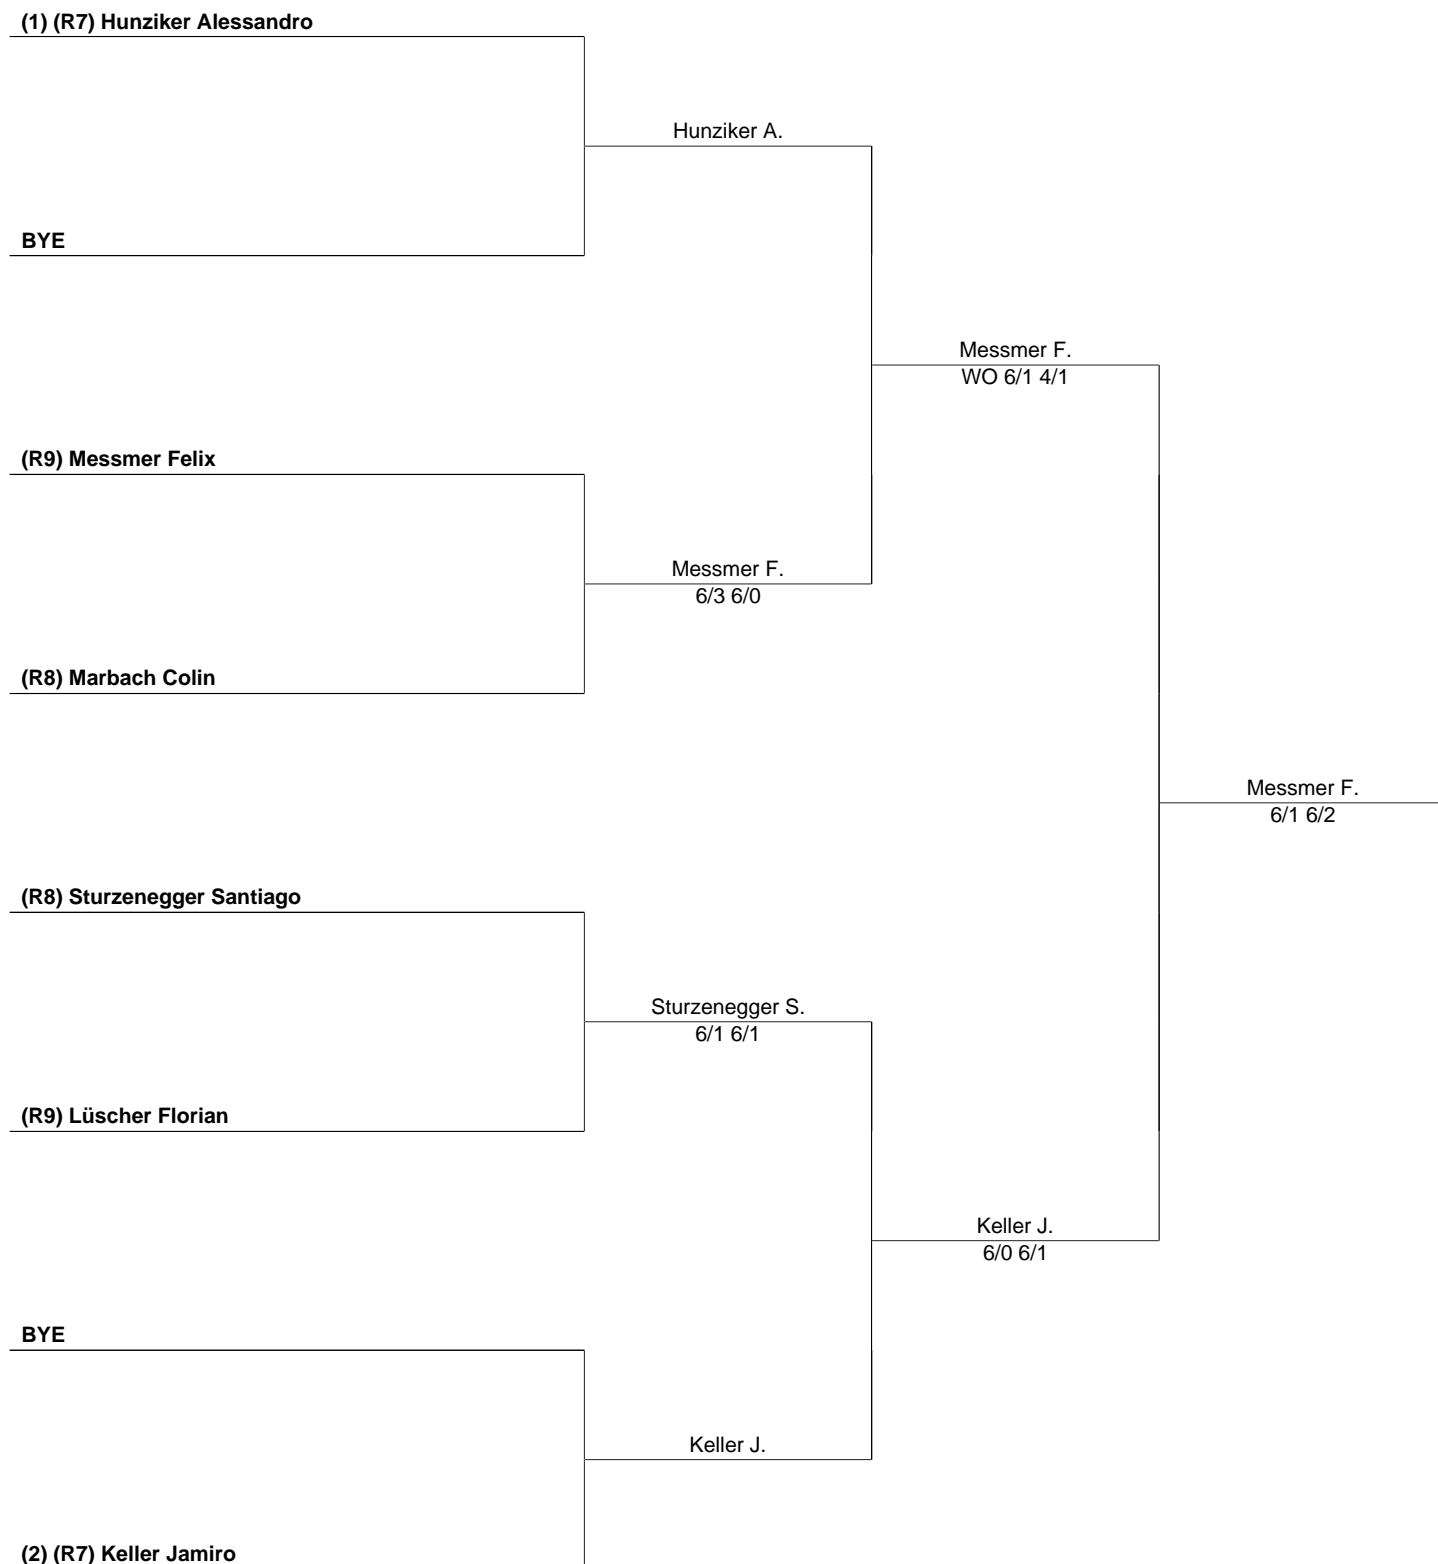 (1) (R7) Hunziker Alessandro
Hunziker A.
BYE
Messmer F.
WO 6/1 4/1
(R9) Messmer Felix
Messmer F.
6/3 6/0
(R8) Marbach Colin
Messmer F.
6/1 6/2
(R8) Sturzenegger Santiago
Sturzenegger S.
6/1 6/1
(R9) Lüscher Florian
Keller J.
6/0 6/1
BYE
Keller J.
(2) (R7) Keller Jamiro